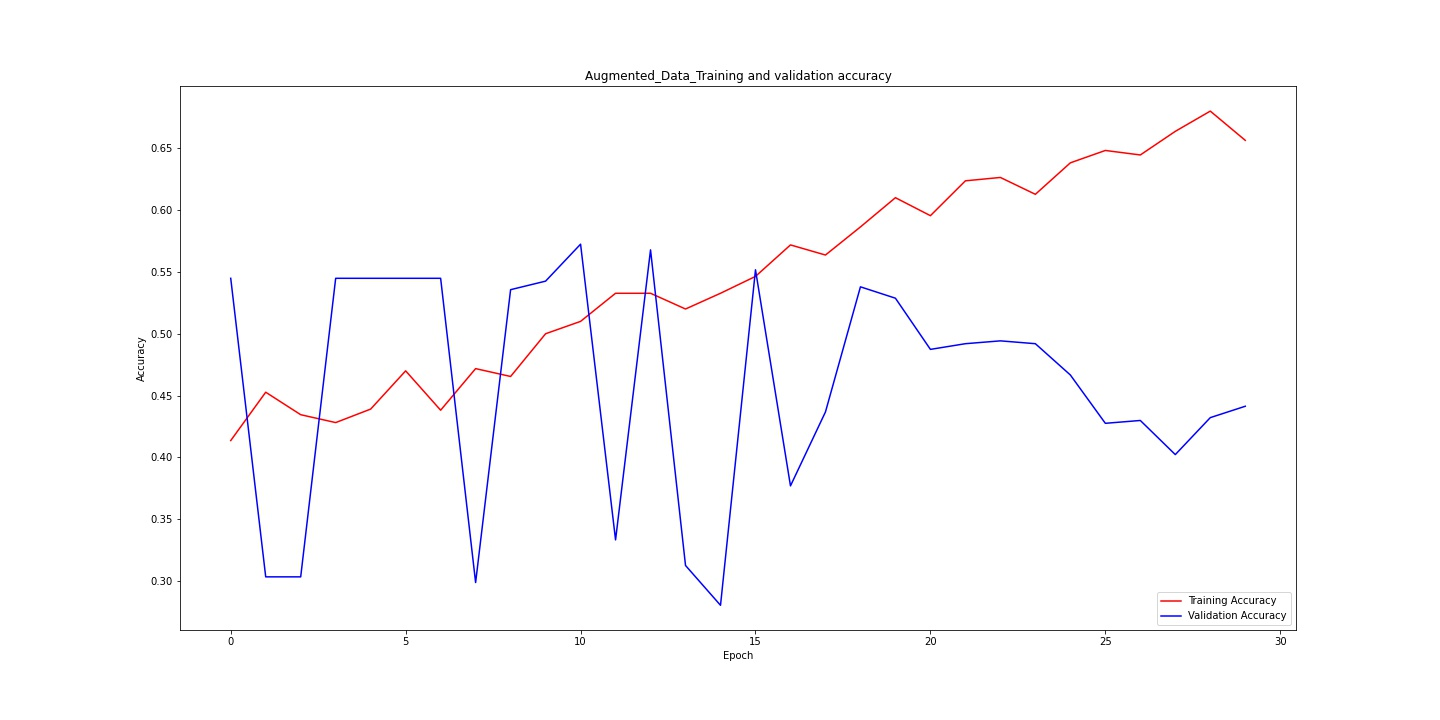 Augmented_Data_Training and validation accuracy
0.65
0.60
0.55
0.50
0.45
0.40
0.35
0.30
Accuracy
Training Accuracy
Validation Accuracy
0 5 10 15 20 25 30
Epoch